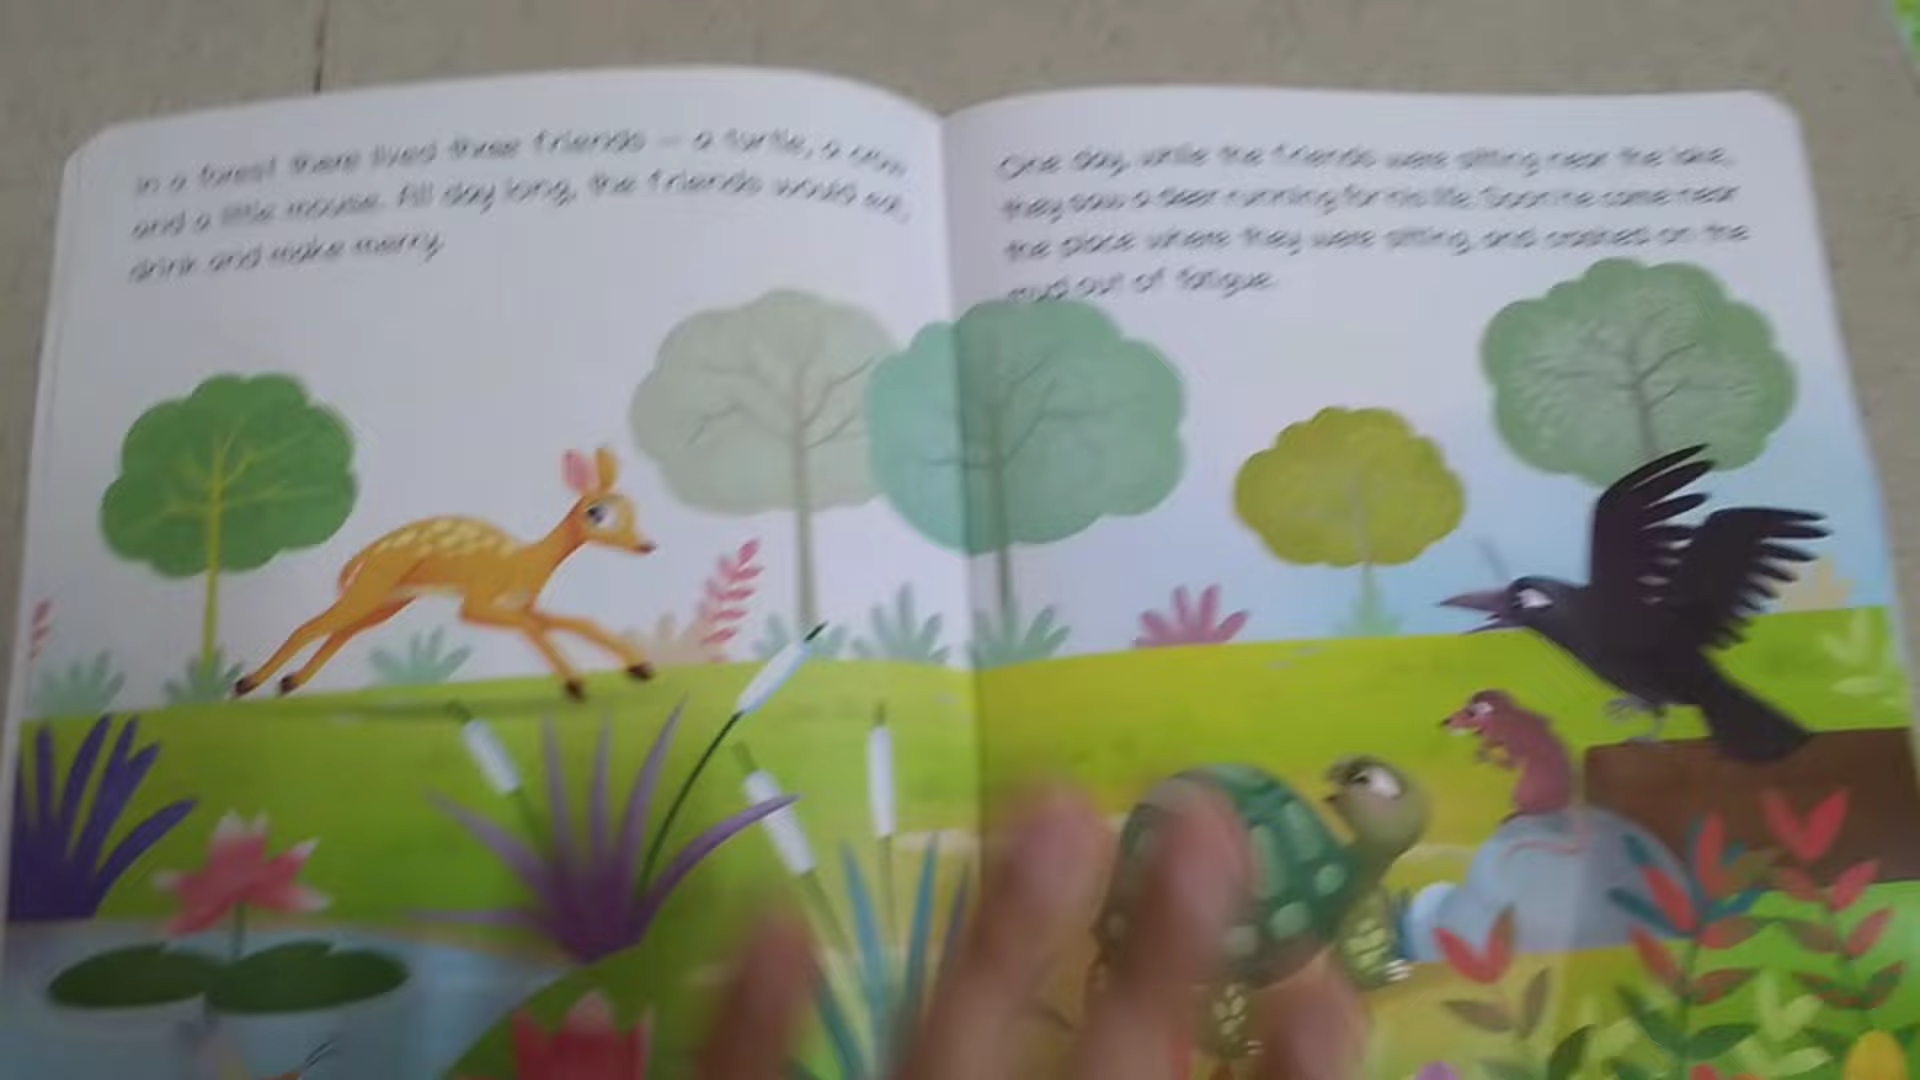 In a forest there lived three friends — a turtle, a crow
and a little mouse. All day long, the friends would eat,
drink and make merry.
One day, while the friends were sitting near the lake,
they saw a deer running for his life. Soon he came near
the place where they were sitting and crashed on the
mud out of fatigue.